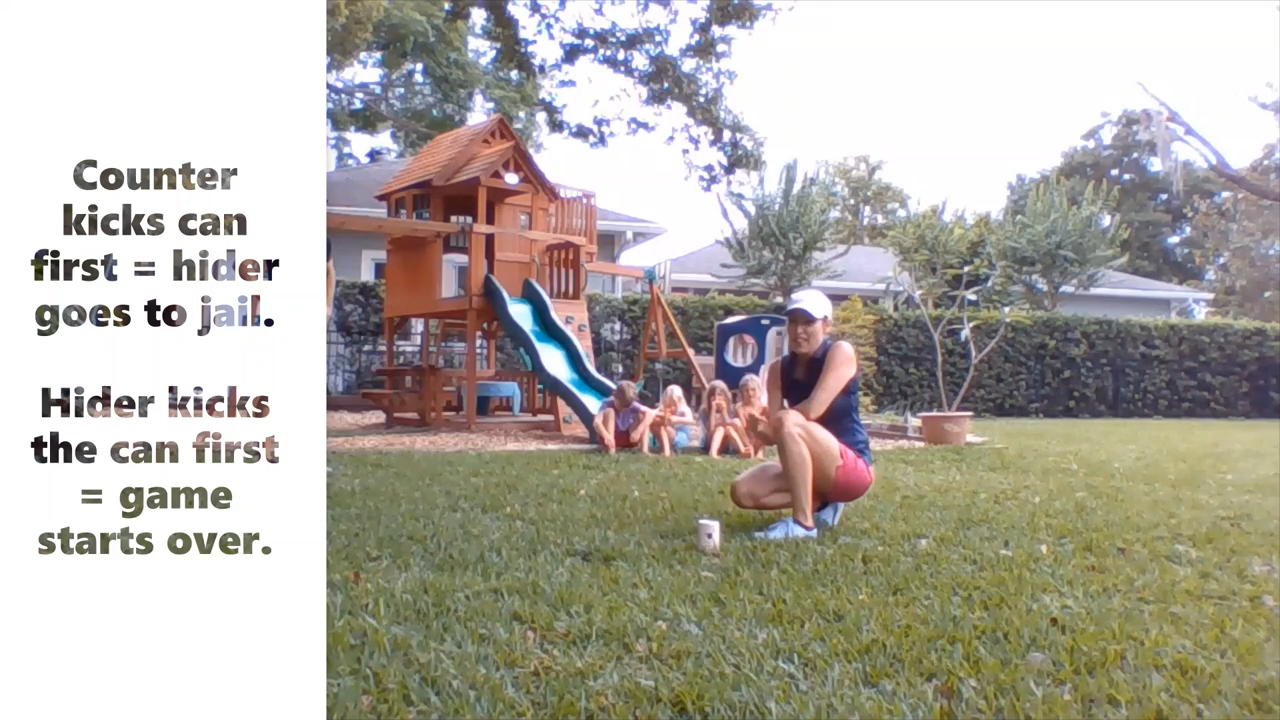 Counter
kicks can
first = hider
goes to jail.
Hider kicks
the can first
= game
starts over.